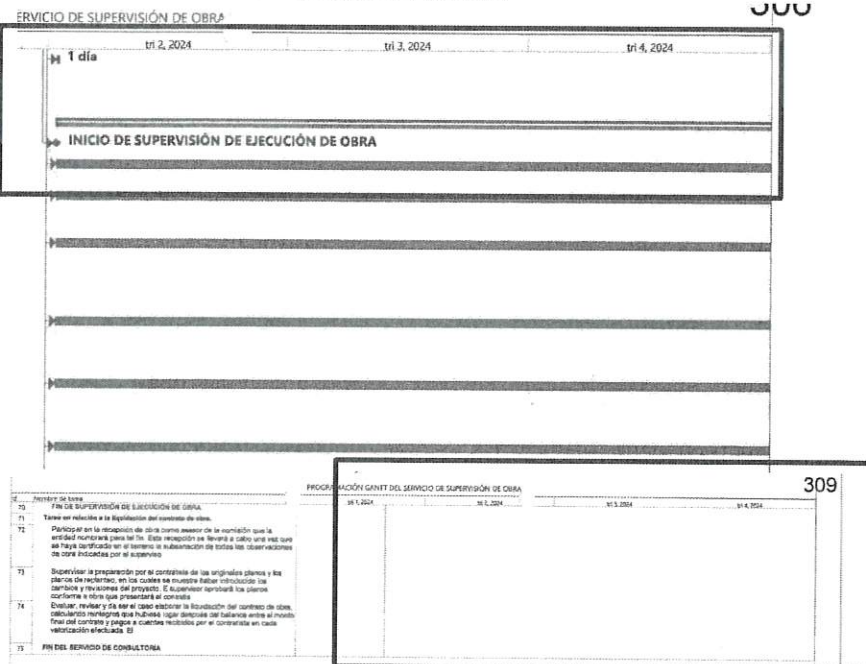 ERVICIO DE SUPERVISIÓN DE OBRA
tri 2, 2024 tri 3, 2024 tri 4, 2024
1 día
INICIO DE SUPERVISIÓN DE EJECUCIÓN DE OBRA
309
PROGRAMACIÓN GANTT DEL SERVICIO DE SUPERVISIÓN DE OBRA
Nombre de tarea tri 1, 2024 tri 2, 2024 tri 3, 2024 tri 4, 2024
70 FIN DE SUPERVISIÓN DE EJECUCIÓN DE OBRA
71 Tarea en relación a la liquidación del contrato de obra.
72 Participar en la recepción de obra como asesor de la comisión que la
entidad nombrará para tal fin. Esta recepción se llevará a cabo una vez que
se haya certificado en el terreno la subsanación de todas las observaciones
de obra indicadas por el supervisor
73 Supervisar la preparación por el contratista de los originales planos y los
planos de replanteo, en los cuales se muestre haber introducido los
cambios y revisiones del proyecto. El supervisor aprobará los planos
conforme a obra que presentará el
74 Evaluar, revisar y da ser el caso elaborar la liquidación del contrato de obra,
calculando reintegros que hubiese lugar después del balance entre el monto
final del contrato y pagos a cuentas recibidos por el contratista en cada
valorización efectuada. El
75 FIN DEL SERVICIO DE CONSULTORIA